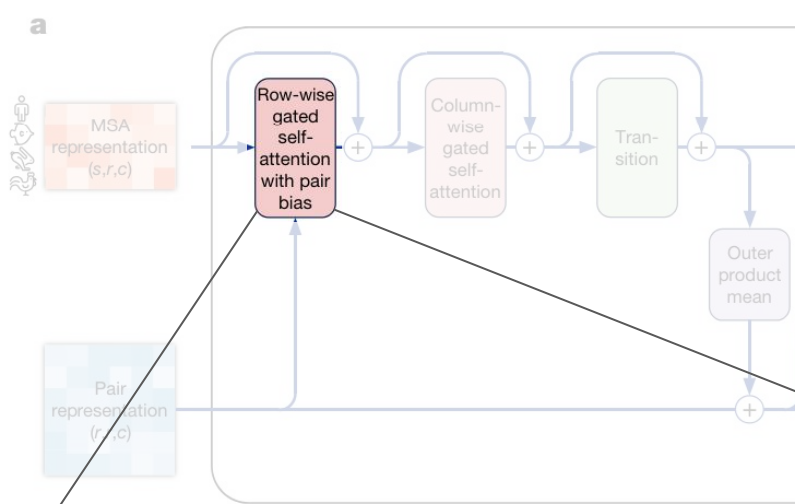 a
MSA
representation
(s,r,c)
Row-wise
gated
self-
attention
with pair
bias
Column-
wise
gated
self-
attention
Tran-
sition
Outer
product
mean
Pair
representation
(r,r,c)